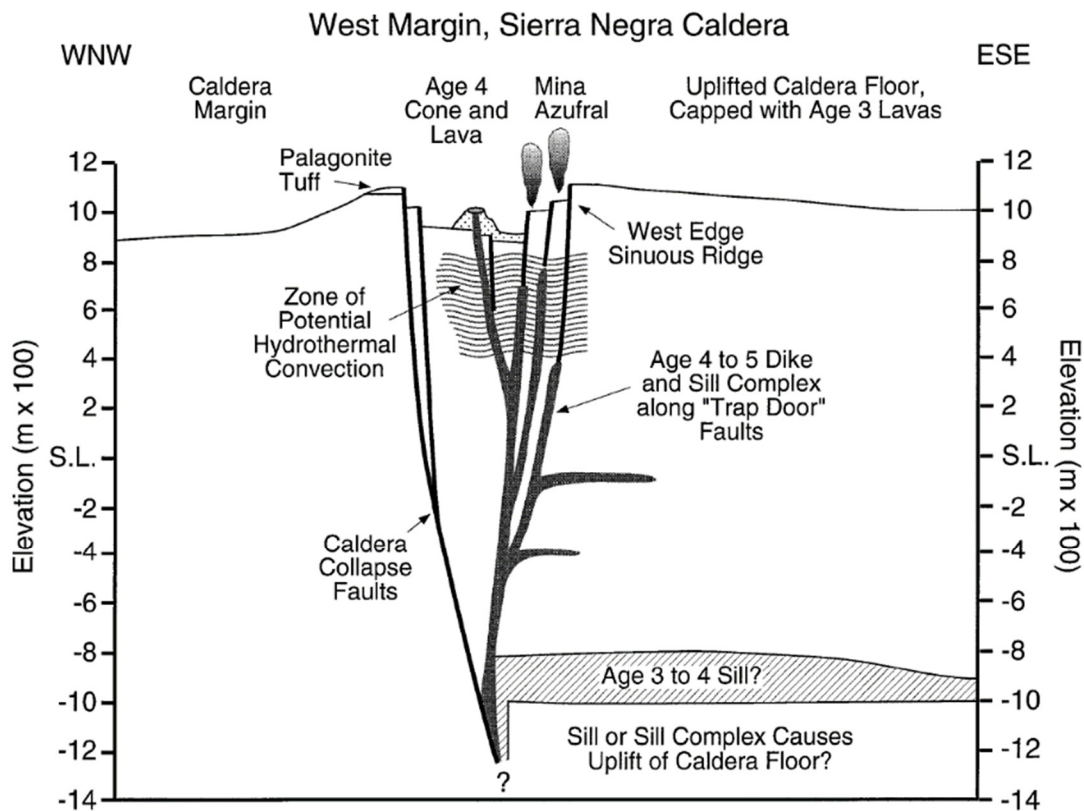 West Margin, Sierra Negra Caldera
WNW
ESE
Caldera
Margin
Age 4
Cone and
Lava
Mina
Azufral
Uplifted Caldera Floor,
Capped with Age 3 Lavas
Palagonite
Tuff
West Edge
Sinuous Ridge
Zone of
Potential
Hydrothermal
Convection
Age 4 to 5 Dike
and Sill Complex
along "Trap Door"
Faults
Caldera
Collapse
Faults
Age 3 to 4 Sill?
Sill or Sill Complex Causes
Uplift of Caldera Floor?
?
Elevation (m x 100)
12
10
8
6
4
2
S.L.
-2
-4
-6
-8
-10
-12
-14
12
10
8
6
4
2
S.L.
-2
-4
-6
-8
-10
-12
-14
Elevation (m x 100)